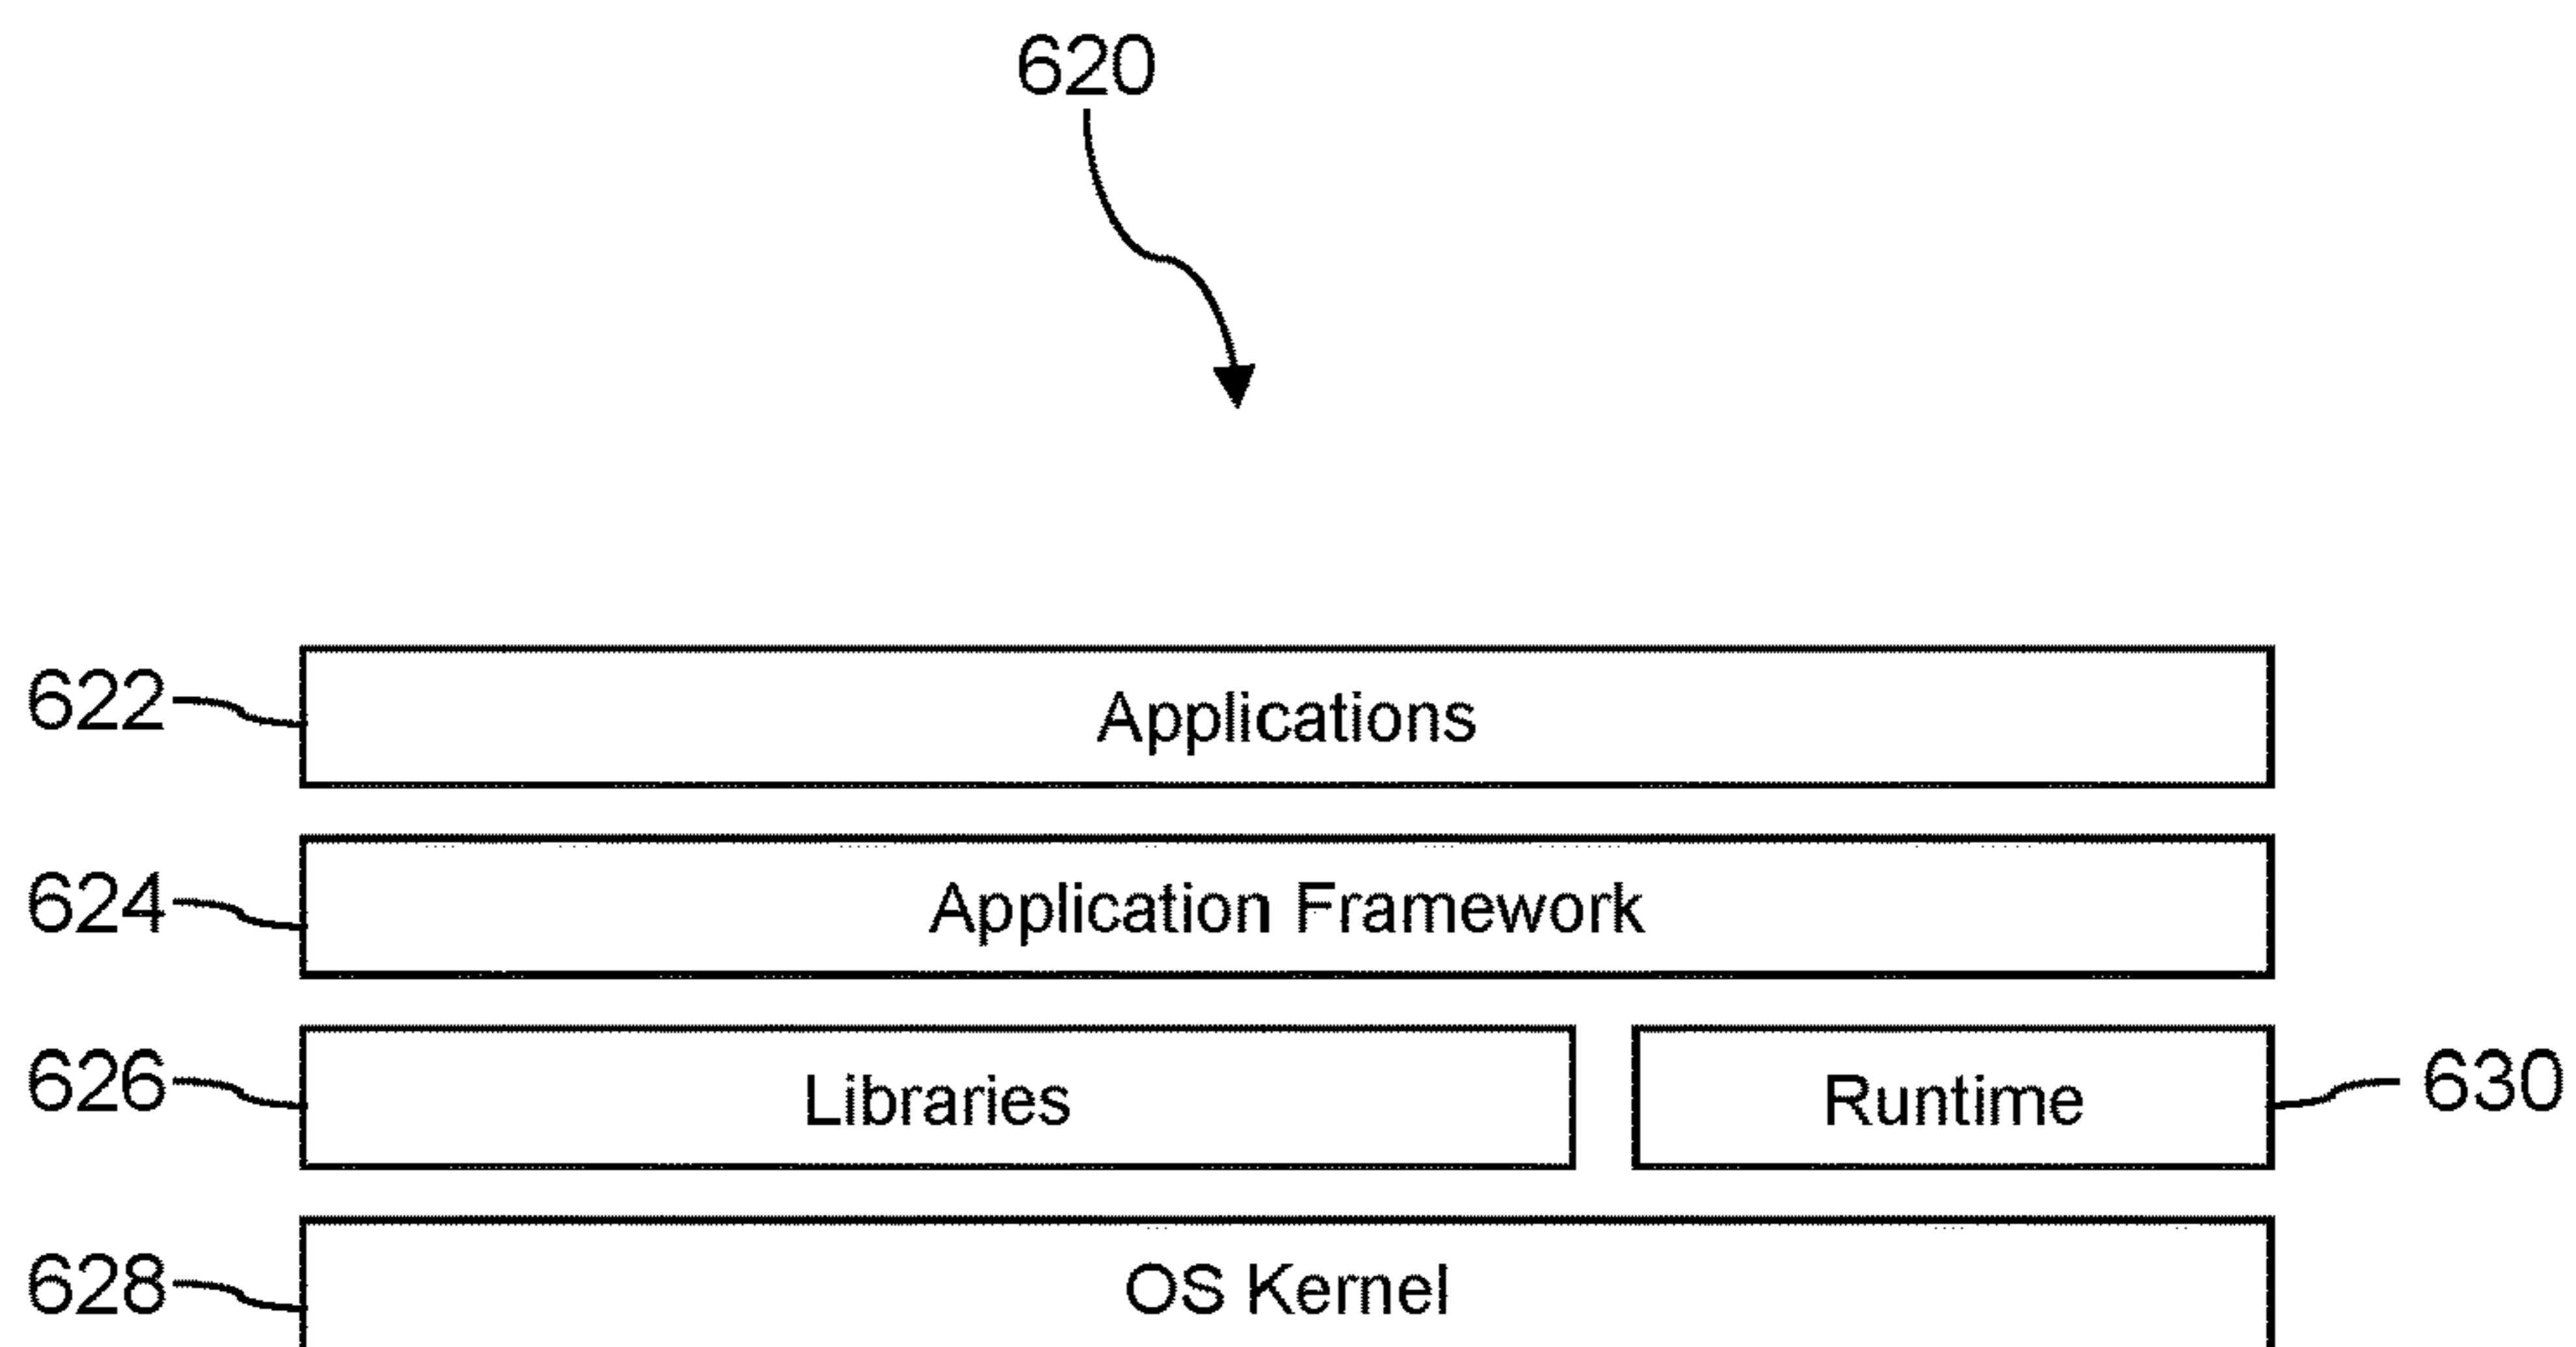 620
622 Applications
624 Application Framework
626 Libraries Runtime 630
628 OS Kernel